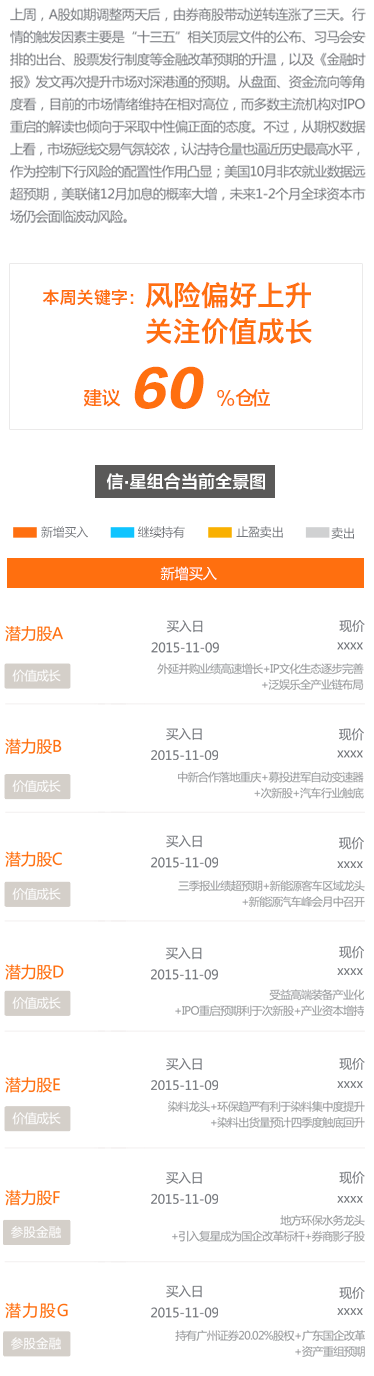 上周，A股如期调整两天后，由券商股带动逆转连涨了三天。行
情的触发因素主要是“十三五”相关顶层文件的公布、习马会安
排的出台、股票发行制度等金融改革预期的升温，以及《金融时
报》发文再次提升市场对深港通的预期。从盘面、资金流向等角
度看，目前的市场情绪维持在相对高位，而多数主流机构对IPO
重启的解读也倾向于采取中性偏正面的态度。不过，从期权数据
上看，市场短线交易气氛较浓，认沽持仓量也逼近历史最高水平，
作为控制下行风险的配置性作用凸显；美国10月非农就业数据远
超预期，美联储12月加息的概率大增，未来1-2个月全球资本市
场仍会面临波动风险。
本周关键字：风险偏好上升
关注价值成长
建议 60 %仓位
信·星组合当前全景图
新增买入 继续持有 止盈卖出 卖出
新增买入
潜力股A 买入日 现价
2015-11-09 xxxx
价值成长 外延并购业绩高速增长+IP文化生态逐步完善
+泛娱乐全产业链布局
潜力股B 买入日 现价
2015-11-09 xxxx
价值成长 中新合作落地重庆+募投进军自动变速器
+次新股+汽车行业触底
潜力股C 买入日 现价
2015-11-09 xxxx
价值成长 三季报业绩超预期+新能源客车区域龙头
+新能源汽车峰会月中召开
潜力股D 买入日 现价
2015-11-09 xxxx
价值成长 受益高端装备产业化
+IPO重启预期利于次新股+产业资本增持
潜力股E 买入日 现价
2015-11-09 xxxx
价值成长 染料龙头+环保趋严有利于染料集中度提升
+染料出货量预计四季度触底回升
潜力股F 买入日 现价
2015-11-09 xxxx
参股金融 地方环保水务龙头
+引入复星成为国企改革标杆+券商影子股
潜力股G 买入日 现价
2015-11-09 xxxx
参股金融 持有广州证券20.02%股权+广东国企改革
+资产重组预期